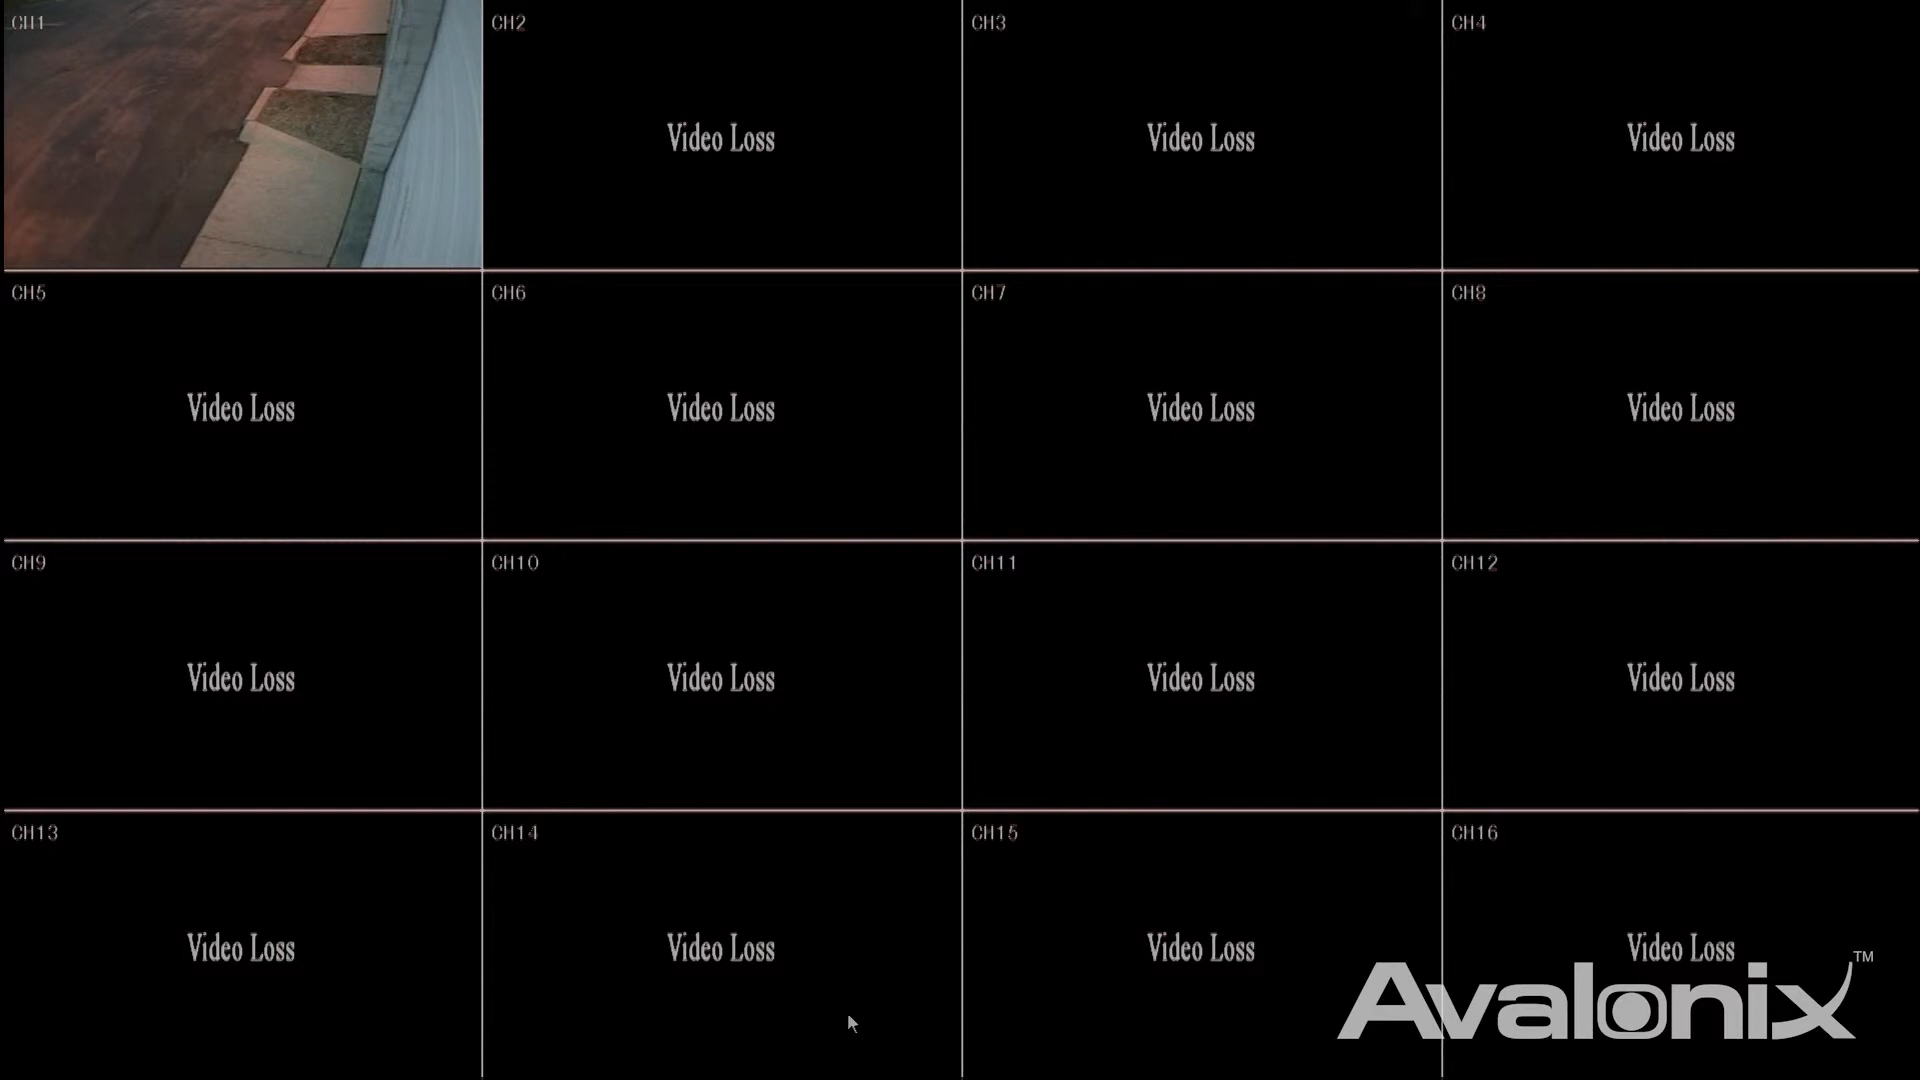 CH1
CH2
CH3
CH4
Video Loss
Video Loss
Video Loss
CH5
CH6
CH7
CH8
Video Loss
Video Loss
Video Loss
Video Loss
CH9
CH10
CH11
CH12
Video Loss
Video Loss
Video Loss
Video Loss
CH13
CH14
CH15
CH16
Video Loss
Video Loss
Video Loss
Video Loss
Avalonix™